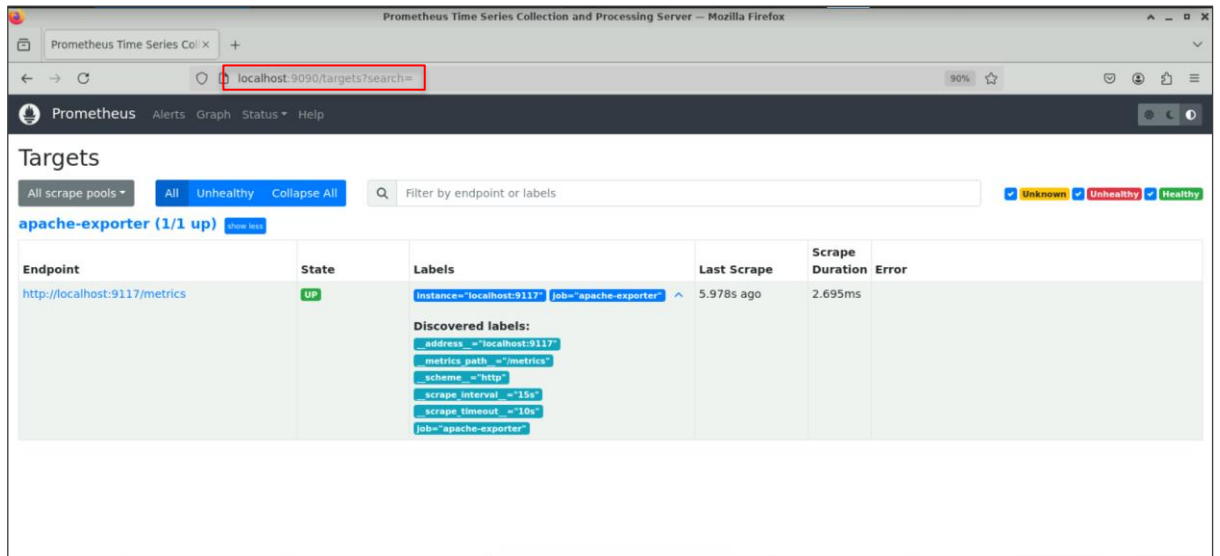 Prometheus Time Series Collection and Processing Server — Mozilla Firefox
Prometheus Time Series Coll
localhost:9090/targets?search=
90%
Prometheus Alerts Graph Status Help
Targets
All scrape pools All Unhealthy Collapse All Filter by endpoint or labels Unknown Unhealthy Healthy
apache-exporter (1/1 up) show less
Endpoint State Labels Last Scrape Scrape Duration Error
http://localhost:9117/metrics UP instance="localhost:9117" job="apache-exporter" 5.978s ago 2.695ms
Discovered labels:
__address__="localhost:9117"
__metrics_path__="/metrics"
__scheme__="http"
__scrape_interval__="15s"
__scrape_timeout__="10s"
job="apache-exporter"